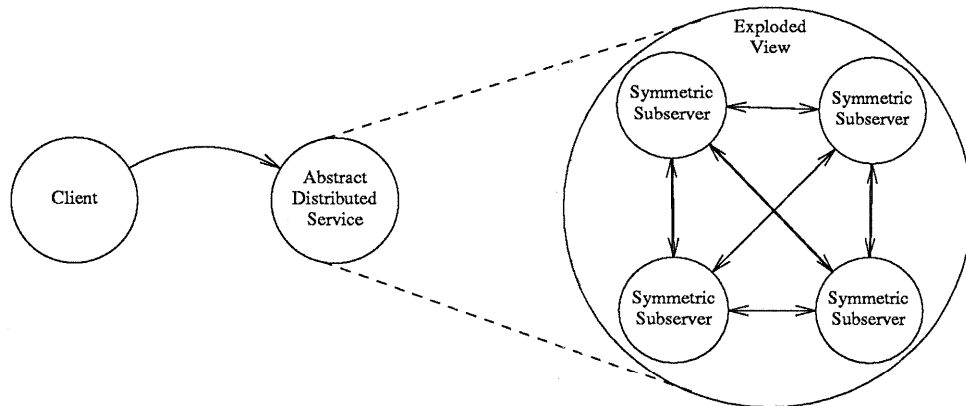 Client
Abstract
Distributed
Service
Exploded
View
Symmetric
Subserver
Symmetric
Subserver
Symmetric
Subserver
Symmetric
Subserver